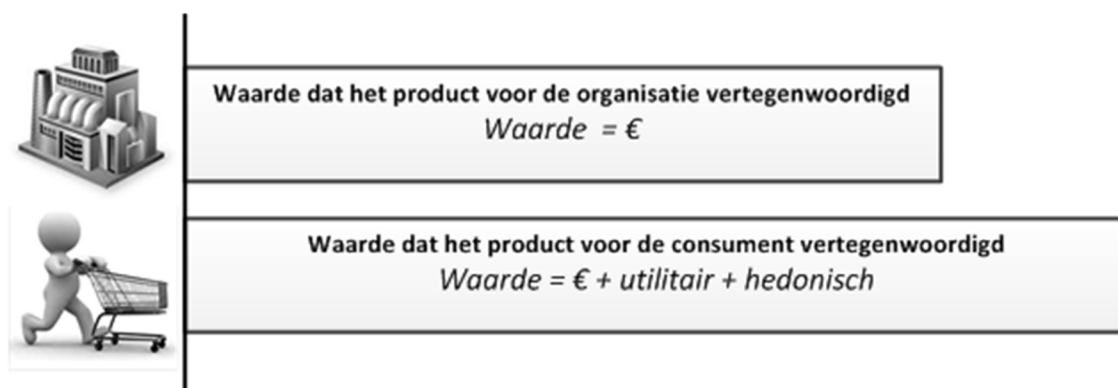 Waarde dat het product voor de organisatie vertegenwoordigd
Waarde = €
Waarde dat het product voor de consument vertegenwoordigd
Waarde = € + utilitair + hedonisch